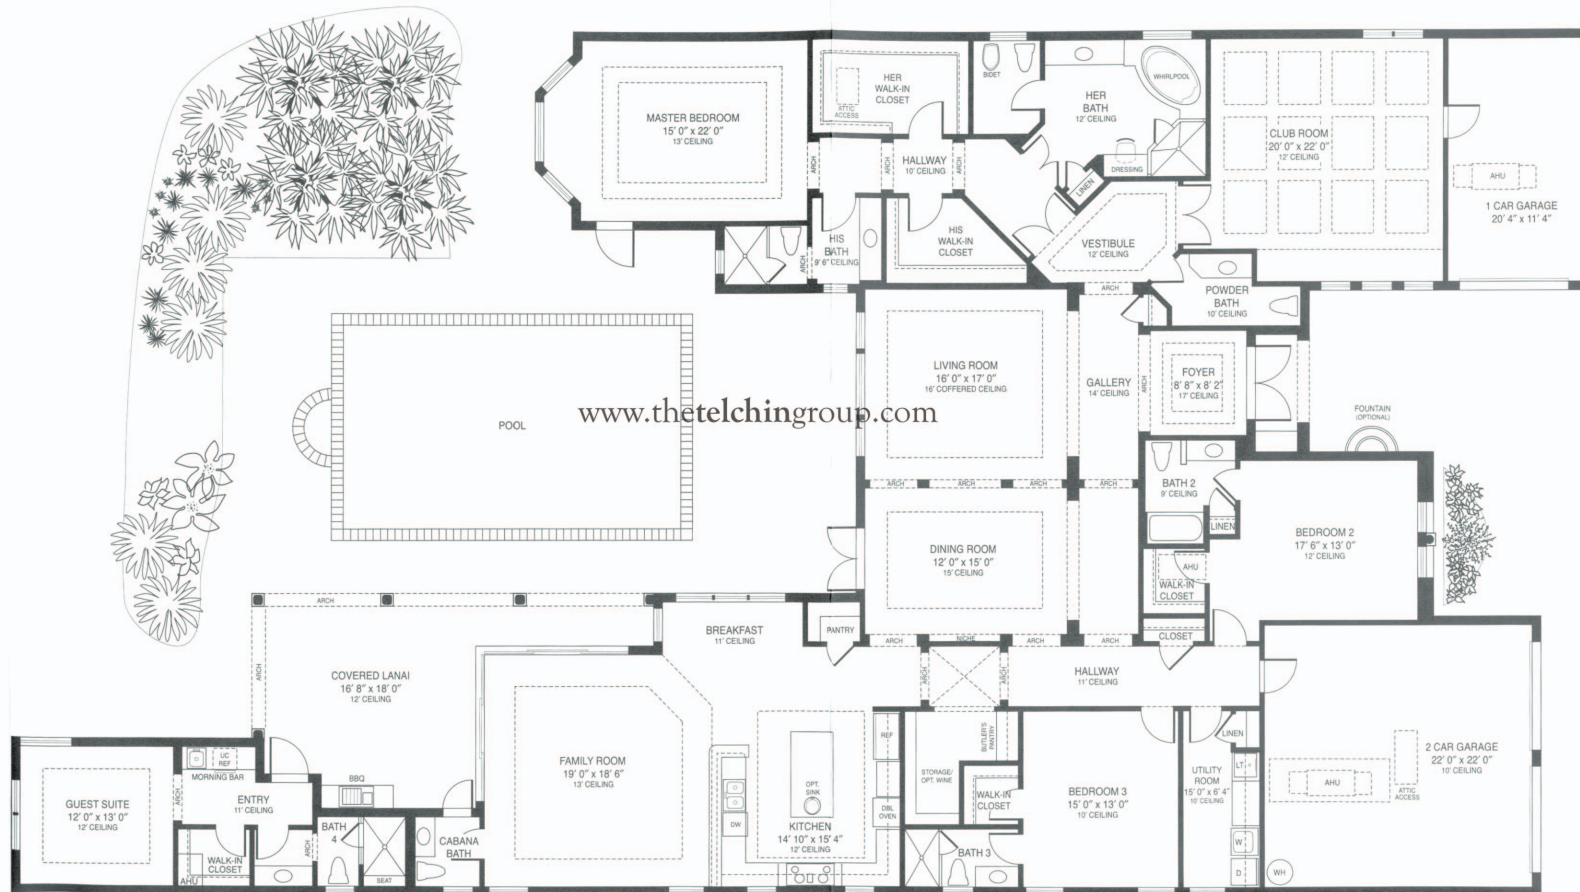 MASTER BEDROOM
15' 0" x 22' 0"
13' CEILING
HER
WALK-IN
CLOSET
ATTIC
ACCESS
BIDET
HER
BATH
12' CEILING
WHIRLPOOL
DRESSING
LINEN
CLUB ROOM
20' 0" x 22' 0"
12' CEILING
AHU
1 CAR GARAGE
20' 4" x 11' 4"
ARCH
ARCH
HALLWAY
10' CEILING
ARCH
HIS
BATH
9' 6" CEILING
ARCH
HIS
WALK-IN
CLOSET
VESTIBULE
12' CEILING
ARCH
POWDER
BATH
10' CEILING
LIVING ROOM
16' 0" x 17' 0"
16' COFFERED CEILING
GALLERY
14' CEILING
ARCH
FOYER
8' 8" x 8' 2"
17' CEILING
FOUNTAIN
(OPTIONAL)
www.thetelchingroup.com
POOL
ARCH
ARCH
ARCH
ARCH
BATH 2
9' CEILING
LINEN
BEDROOM 2
17' 6" x 13' 0"
12' CEILING
DINING ROOM
12' 0" x 15' 0"
15' CEILING
AHU
WALK-IN
CLOSET
CLOSET
ARCH
BREAKFAST
11' CEILING
PANTRY
ARCH
NICHE
ARCH
ARCH
ARCH
ARCH
HALLWAY
11' CEILING
ARCH
COVERED LANAI
16' 8" x 18' 0"
12' CEILING
FAMILY ROOM
19' 0" x 18' 6"
13' CEILING
REF
BUTLER'S
PANTRY
STORAGE/
OPT. WINE
OPT.
SINK
DBL
OVEN
DW
KITCHEN
14' 10" x 15' 4"
12' CEILING
WALK-IN
CLOSET
BATH 3
BEDROOM 3
15' 0" x 13' 0"
10' CEILING
LINEN
LT
UTILITY
ROOM
15' 0" x 6' 4"
10' CEILING
W
D
WH
2 CAR GARAGE
22' 0" x 22' 0"
10' CEILING
AHU
ATTIC
ACCESS
GUEST SUITE
12' 0" x 13' 0"
12' CEILING
UC
REF
MORNING BAR
ARCH
ENTRY
11' CEILING
BBQ
WALK-IN
CLOSET
AHU
ARCH
BATH
4
SEAT
CABANA
BATH